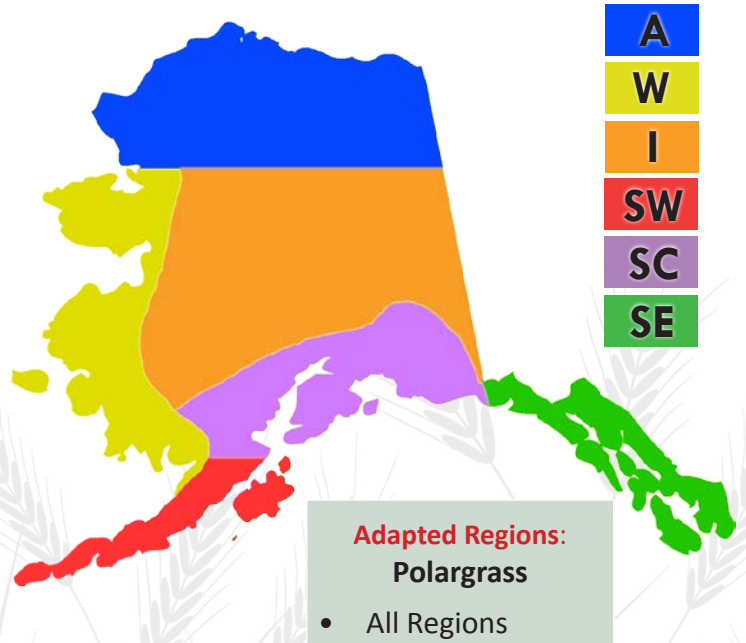 A
W
I
SW
SC
SE
Adapted Regions:
Polargrass
• All Regions